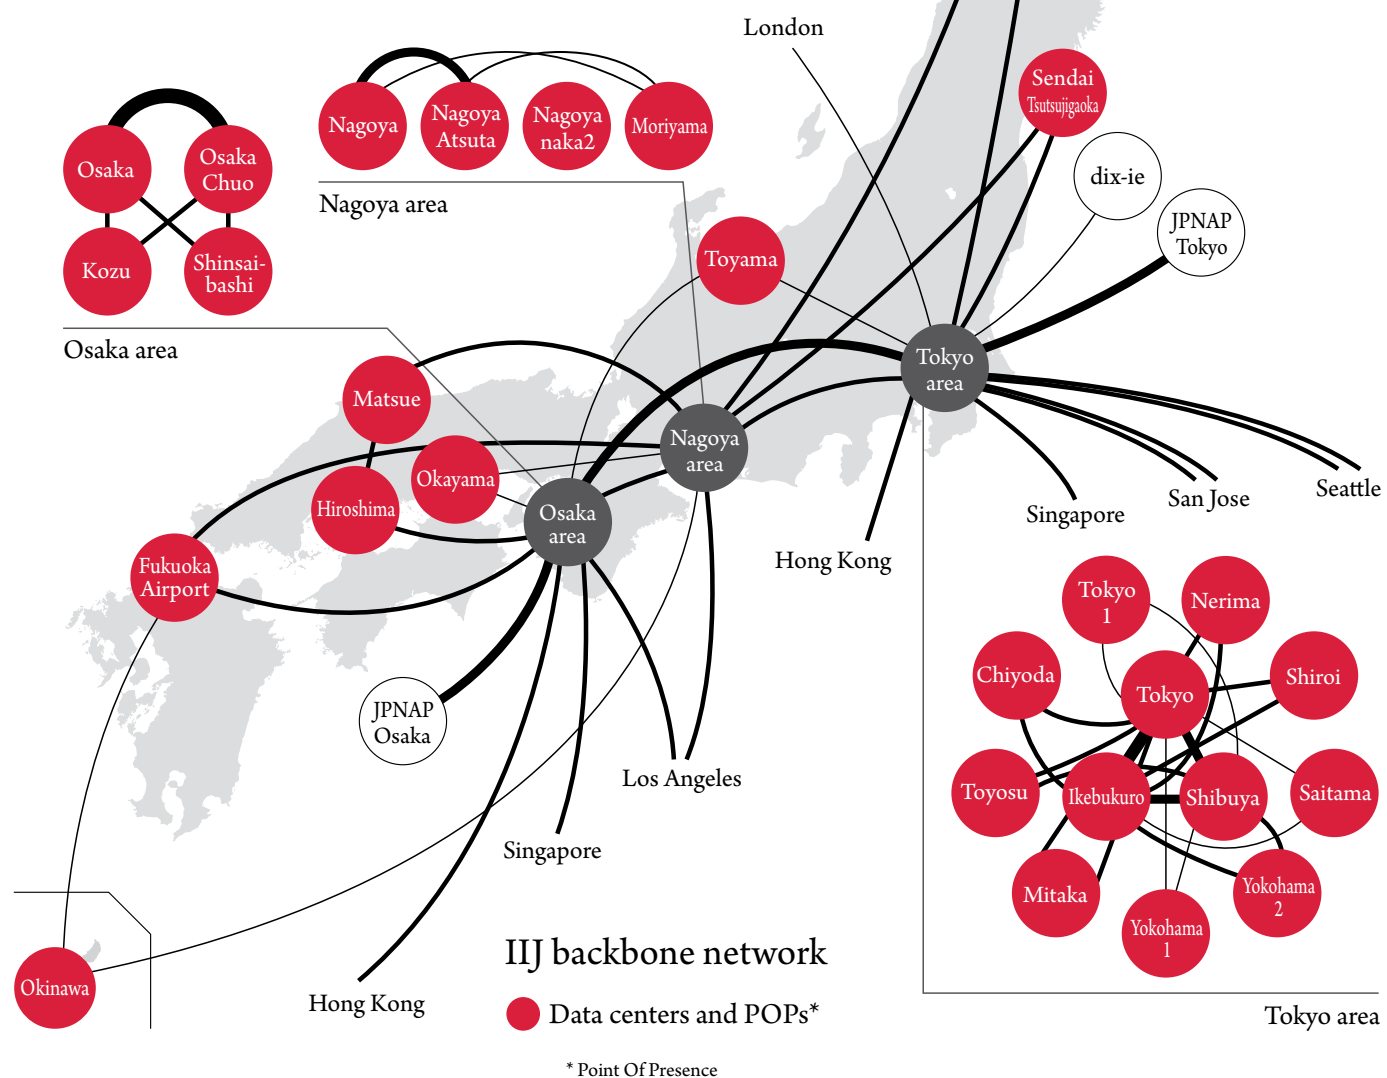 London
Sendai
Tsutsujigaoka
Nagoya
Nagoya
Atsuta
Nagoya
naka2
Moriyama
Osaka
Osaka
Chuo
dix-ie
Nagoya area
JPNAP
Tokyo
Kozu
Shinsai-
bashi
Toyama
Osaka area
Tokyo
area
Matsue
Nagoya
area
Okayama
Hiroshima
Osaka
area
Seattle
San Jose
Singapore
Hong Kong
Fukuoka
Airport
Tokyo
1
Nerima
Chiyoda
Tokyo
Shiroi
JPNAP
Osaka
Los Angeles
Toyosu
Ikebukuro
Shibuya
Saitama
Singapore
Mitaka
Yokohama
2
Yokohama
1
IIJ backbone network
Okinawa
Hong Kong
Data centers and POPs*
Tokyo area
* Point Of Presence